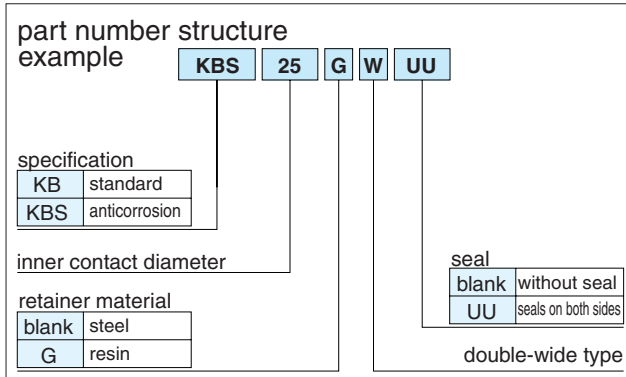 part number structure
example
KBS 25 G W UU
specification
KB standard
KBS anticorrosion
inner contact diameter
retainer material
blank steel
G resin
seal
blank without seal
UU seals on both sides
double-wide type